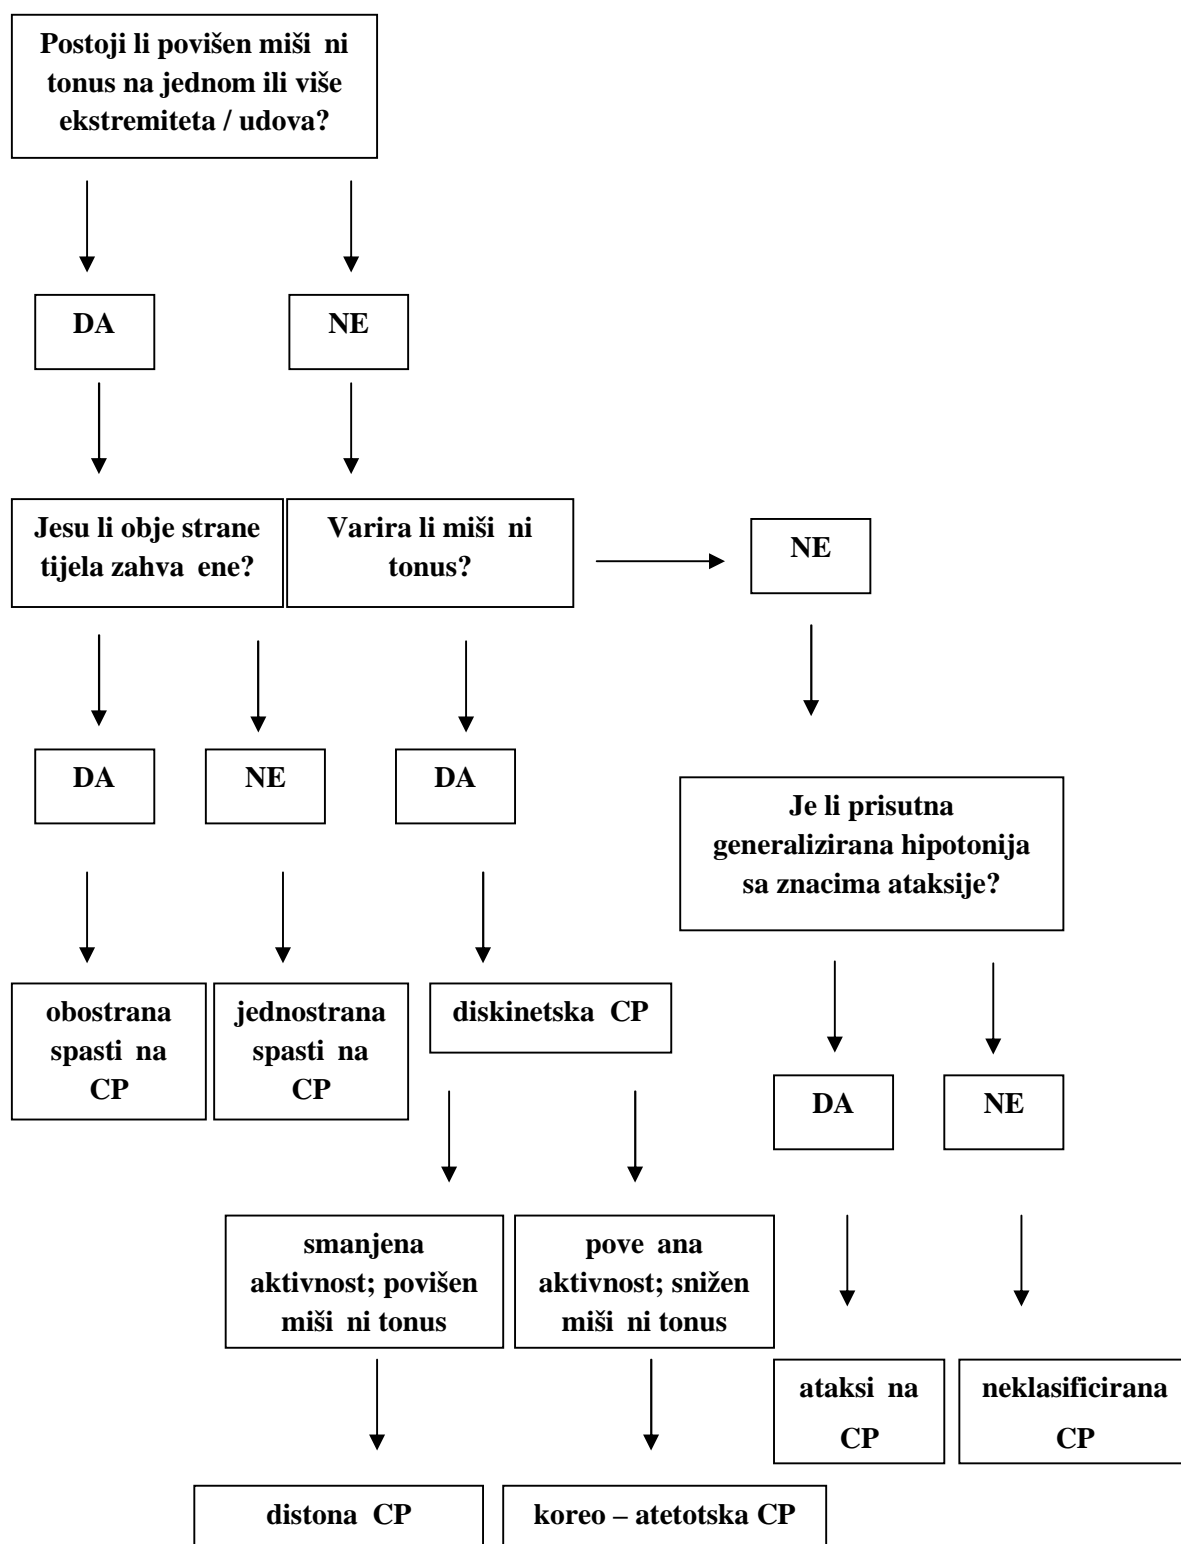 Postoji li povišen miši ni
tonus na jednom ili više
ekstremiteta / udova?
DA
NE
Jesu li obje strane
tijela zahva ene?
Varira li miši ni
tonus?
NE
DA
NE
DA
Je li prisutna
generalizirana hipotonija
sa znacima ataksije?
obostrana
spasti na
CP
jednostrana
spasti na
CP
diskinetska CP
DA
NE
smanjena
aktivnost; povišen
miši ni tonus
pove ana
aktivnost; snižen
miši ni tonus
ataksi na
CP
neklasificirana
CP
distona CP
koreo – atetotska CP